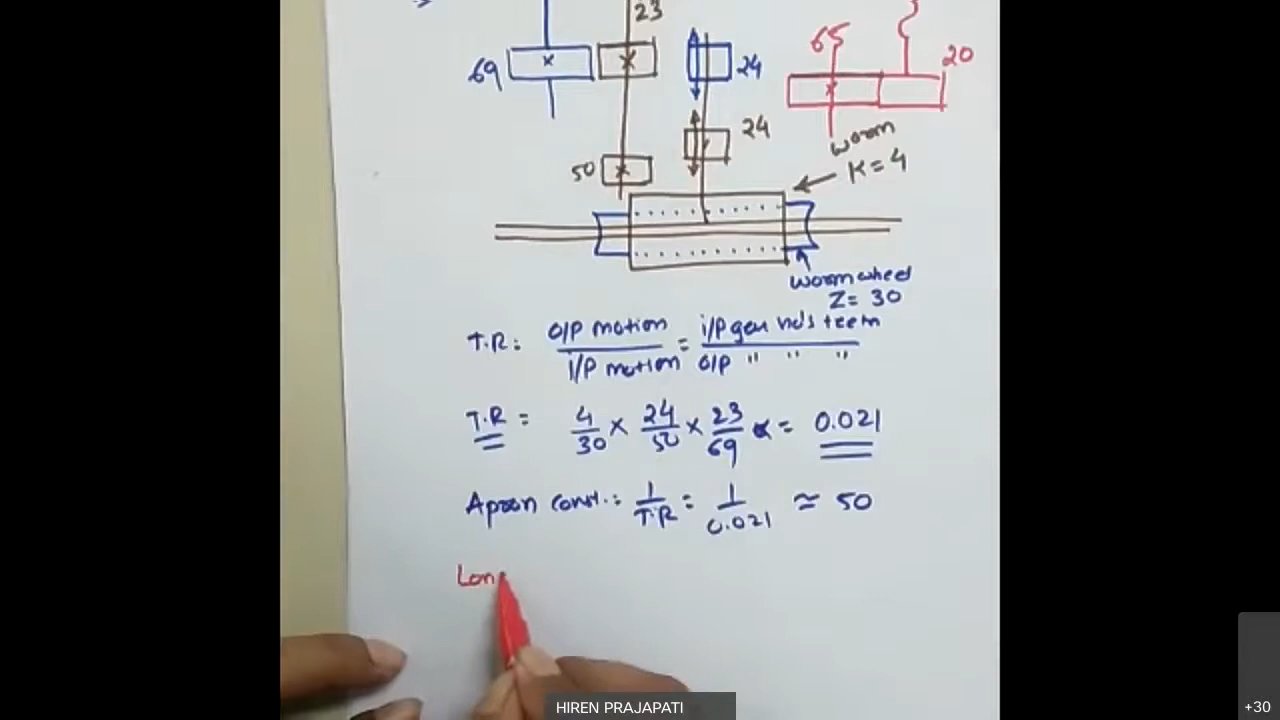 23
69
24
65
20
24
50
worm
K = 4
worm wheel
Z = 30
T.R : O/P motion / I/P motion = i/P gear no's teeth / O/P " " "
T.R = 4/30 × 24/50 × 23/69 = 0.021
Apron const. : 1/T.R = 1/0.021 ≃ 50
Lon
HIREN PRAJAPATI
+30